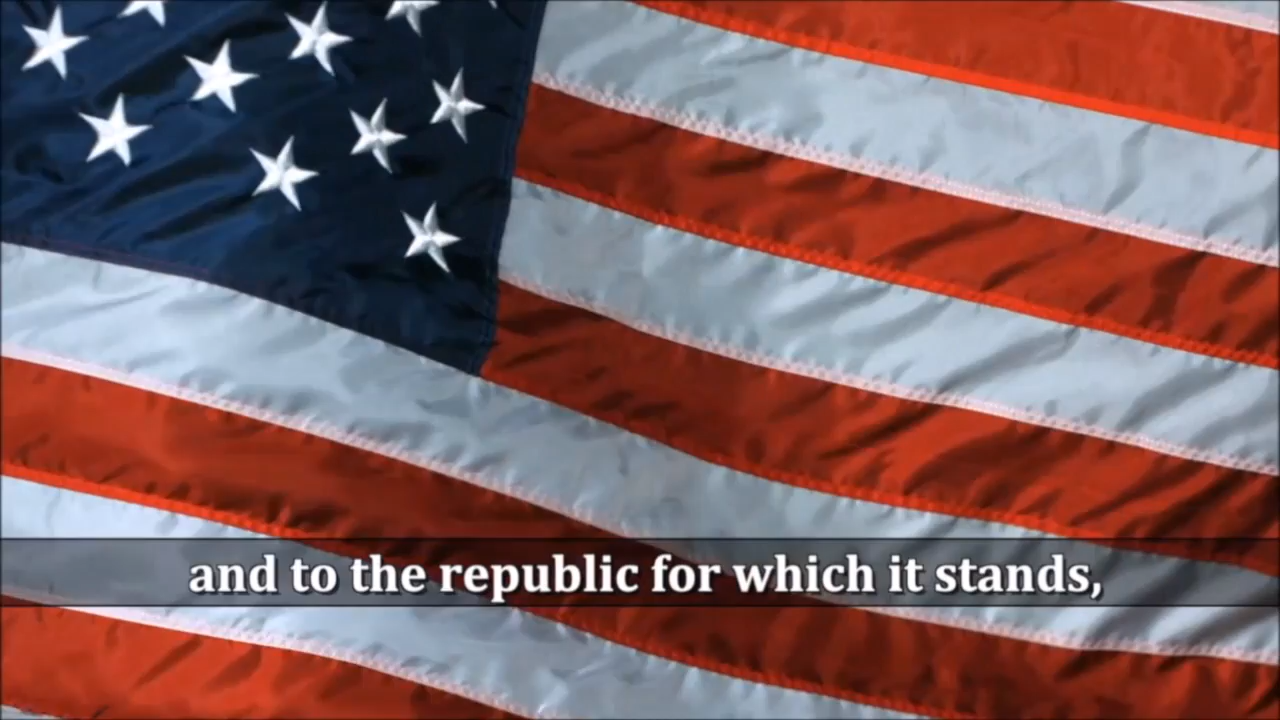 and to the republic for which it stands,